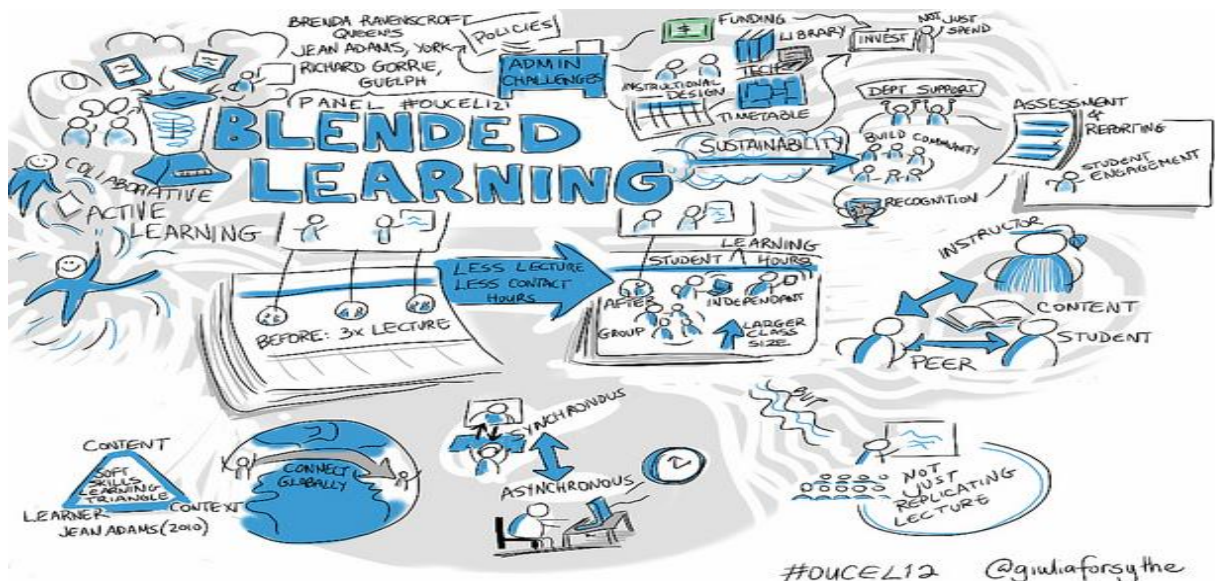 BRENDA RAVENSCROFT
QUEEN'S
JEAN ADAMS, YORK
RICHARD GORRIE,
GUELPH
PANEL #OUCEL12
BLENDED
LEARNING
POLICIES
ADMIN
CHALLENGES
FUNDING
LIBRARY
TECH
INSTRUCTIONAL
DESIGN
TIMETABLE
INVEST
NOT JUST
SPEND
DEPT SUPPORT
SUSTAINABILITY
BUILD COMMUNITY
RECOGNITION
ASSESSMENT
&
REPORTING
STUDENT
ENGAGEMENT
COLLABORATIVE
ACTIVE
LEARNING
BEFORE: 3x LECTURE
LESS LECTURE
LESS CONTACT
HOURS
LEARNING
STUDENT ^ HOURS
AFTER
INDEPENDANT
GROUP
LARGER
CLASS
SIZE
INSTRUCTOR
CONTENT
STUDENT
PEER
CONTENT
SOFT
SKILLS
LEARNING
TRIANGLE
LEARNER
CONTEXT
JEAN ADAMS (2010)
CONNECT
GLOBALLY
SYNCHRONOUS
ASYNCHRONOUS
BUT
NOT
JUST
REPLICATING
LECTURE
#OUCEL12 @giuliaforsythe